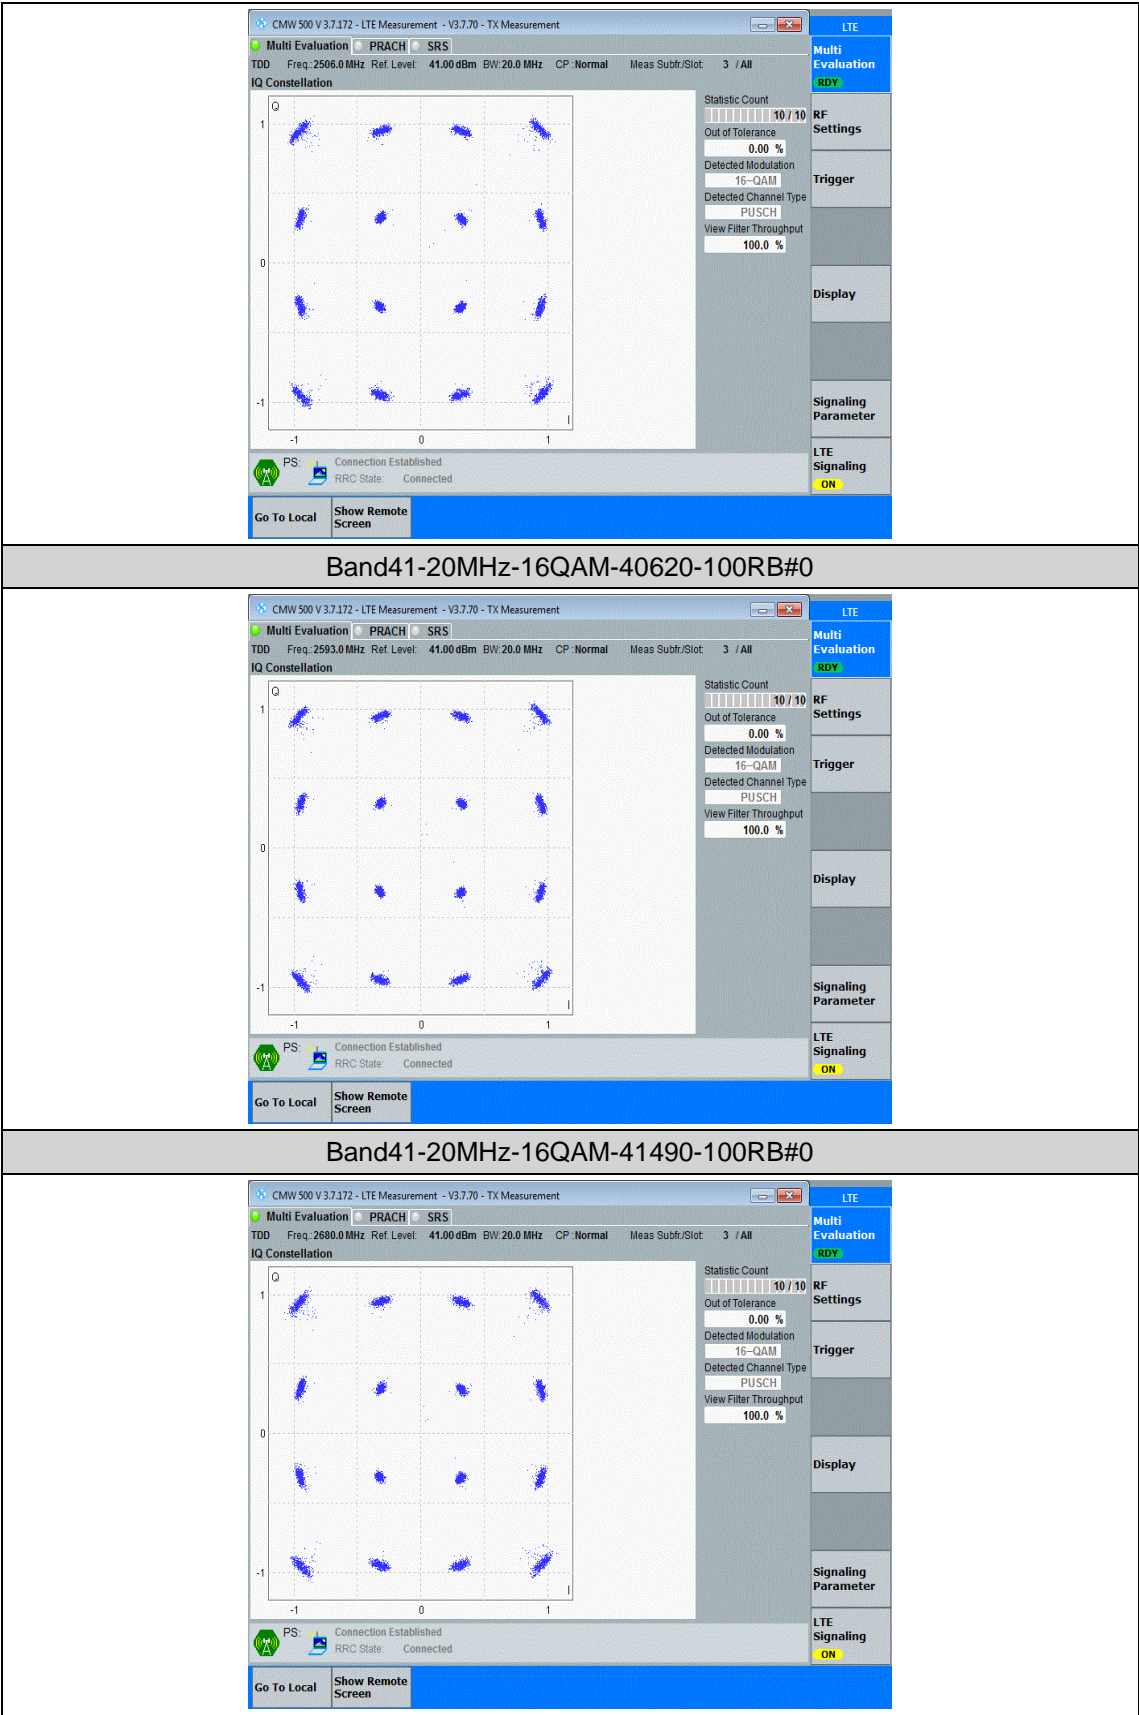 CMW 500 V 3.7.172 - LTE Measurement - V3.7.70 - TX Measurement
LTE
Multi Evaluation PRACH SRS
Multi Evaluation
RDY
TDD Freq.:2506.0 MHz Ref. Level: 41.00 dBm BW:20.0 MHz CP :Normal Meas Subfr./Slot: 3 / All
IQ Constellation
Q
1
0
-1
-1 0 1
I
Statistic Count
10 / 10
Out of Tolerance
0.00 %
Detected Modulation
16-QAM
Detected Channel Type
PUSCH
View Filter Throughput
100.0 %
RF Settings
Trigger
Display
Signaling Parameter
LTE Signaling
ON
PS: Connection Established
RRC State: Connected
Go To Local Show Remote Screen
Band41-20MHz-16QAM-40620-100RB#0
CMW 500 V 3.7.172 - LTE Measurement - V3.7.70 - TX Measurement
LTE
Multi Evaluation PRACH SRS
Multi Evaluation
RDY
TDD Freq.:2593.0 MHz Ref. Level: 41.00 dBm BW:20.0 MHz CP :Normal Meas Subfr./Slot: 3 / All
IQ Constellation
Q
1
0
-1
-1 0 1
I
Statistic Count
10 / 10
Out of Tolerance
0.00 %
Detected Modulation
16-QAM
Detected Channel Type
PUSCH
View Filter Throughput
100.0 %
RF Settings
Trigger
Display
Signaling Parameter
LTE Signaling
ON
PS: Connection Established
RRC State: Connected
Go To Local Show Remote Screen
Band41-20MHz-16QAM-41490-100RB#0
CMW 500 V 3.7.172 - LTE Measurement - V3.7.70 - TX Measurement
LTE
Multi Evaluation PRACH SRS
Multi Evaluation
RDY
TDD Freq.:2680.0 MHz Ref. Level: 41.00 dBm BW:20.0 MHz CP :Normal Meas Subfr./Slot: 3 / All
IQ Constellation
Q
1
0
-1
-1 0 1
I
Statistic Count
10 / 10
Out of Tolerance
0.00 %
Detected Modulation
16-QAM
Detected Channel Type
PUSCH
View Filter Throughput
100.0 %
RF Settings
Trigger
Display
Signaling Parameter
LTE Signaling
ON
PS: Connection Established
RRC State: Connected
Go To Local Show Remote Screen